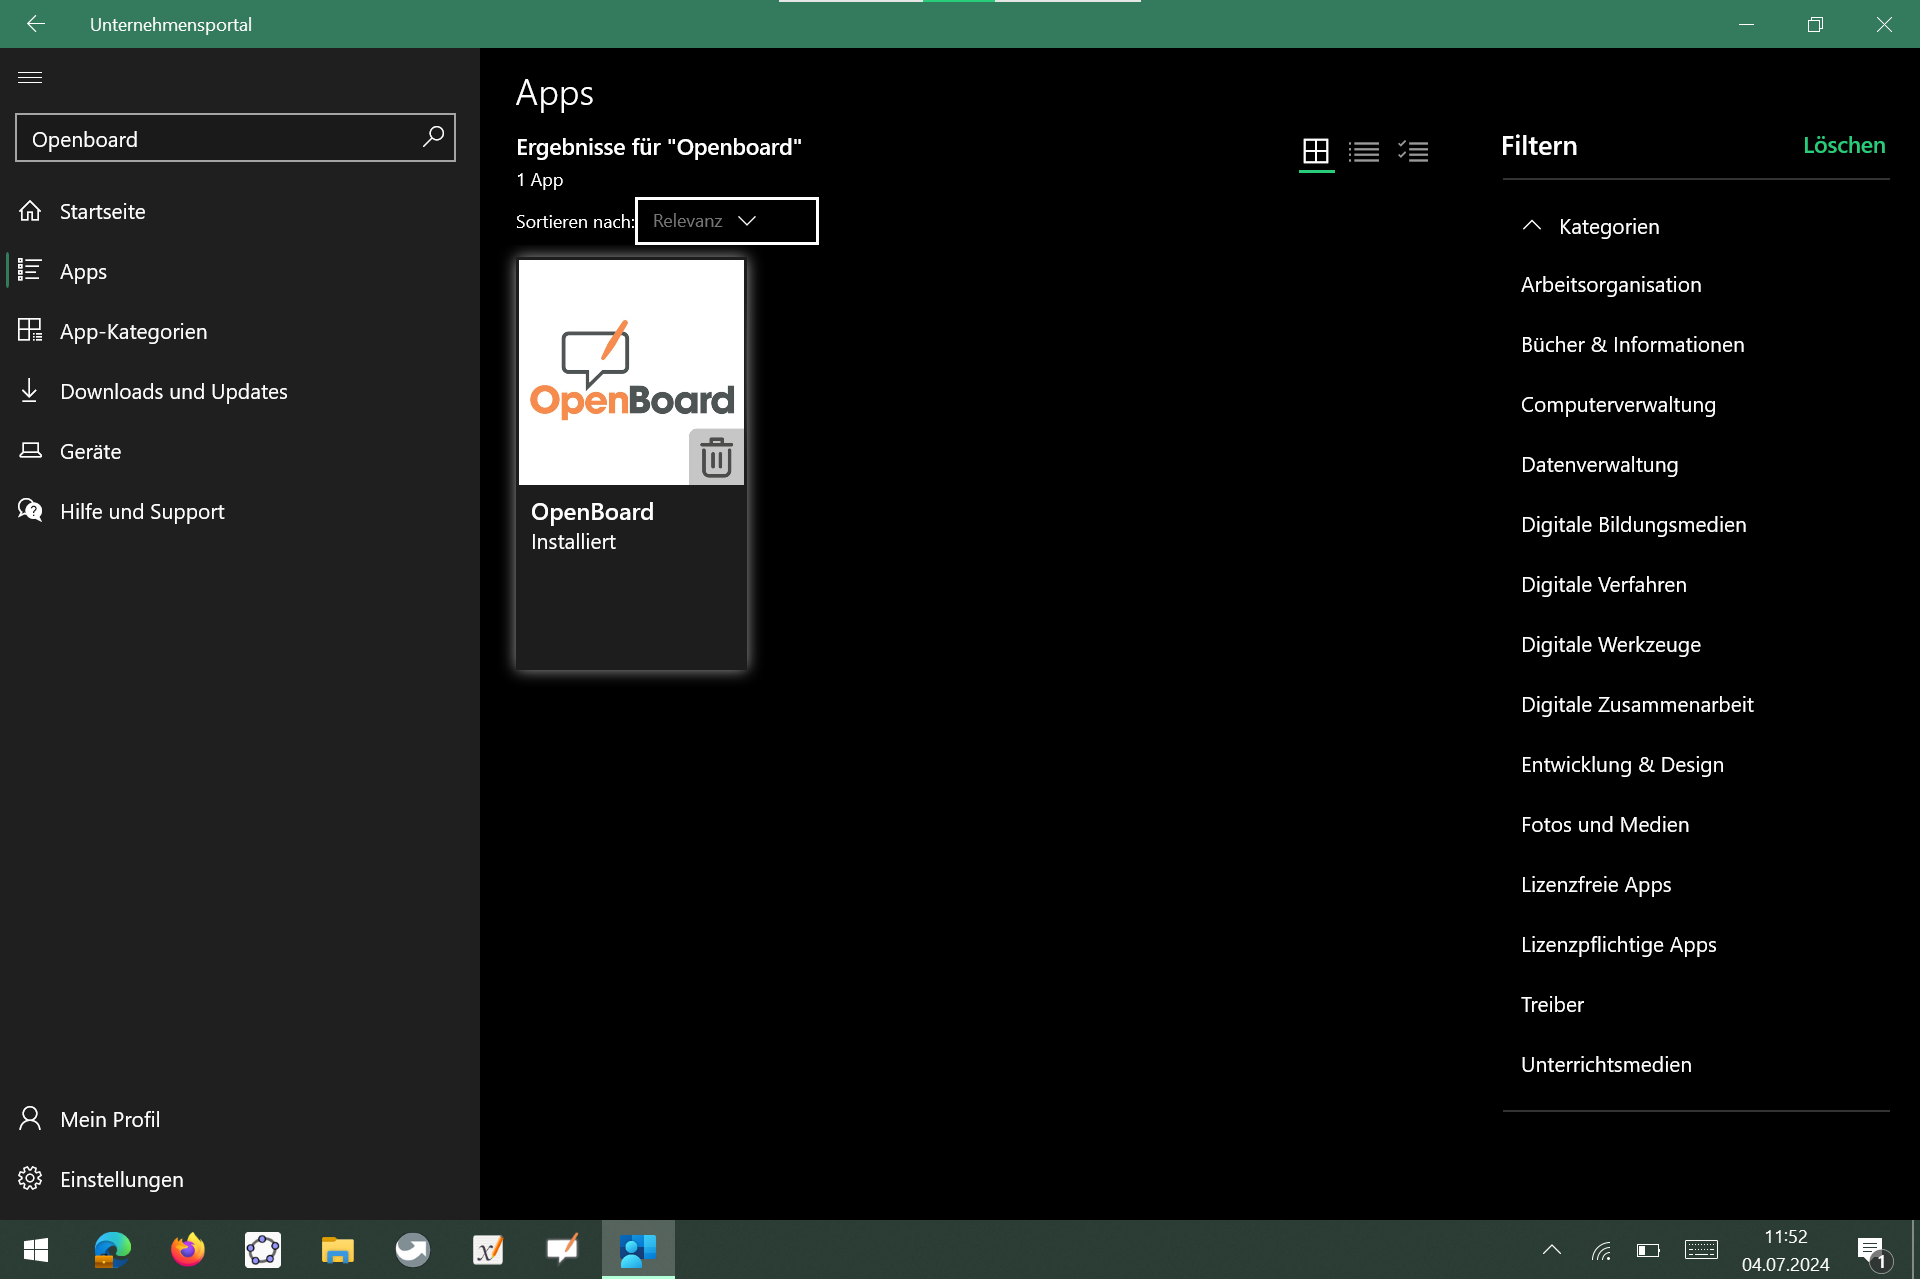 Unternehmensportal
Openboard
Startseite
Apps
App-Kategorien
Downloads und Updates
Geräte
Hilfe und Support
Mein Profil
Einstellungen
Apps
Ergebnisse für "Openboard"
1 App
Sortieren nach:
Relevanz
OpenBoard
OpenBoard
Installiert
Filtern
Löschen
Kategorien
Arbeitsorganisation
Bücher & Informationen
Computerverwaltung
Datenverwaltung
Digitale Bildungsmedien
Digitale Verfahren
Digitale Werkzeuge
Digitale Zusammenarbeit
Entwicklung & Design
Fotos und Medien
Lizenzfreie Apps
Lizenzpflichtige Apps
Treiber
Unterrichtsmedien
11:52
04.07.2024
1